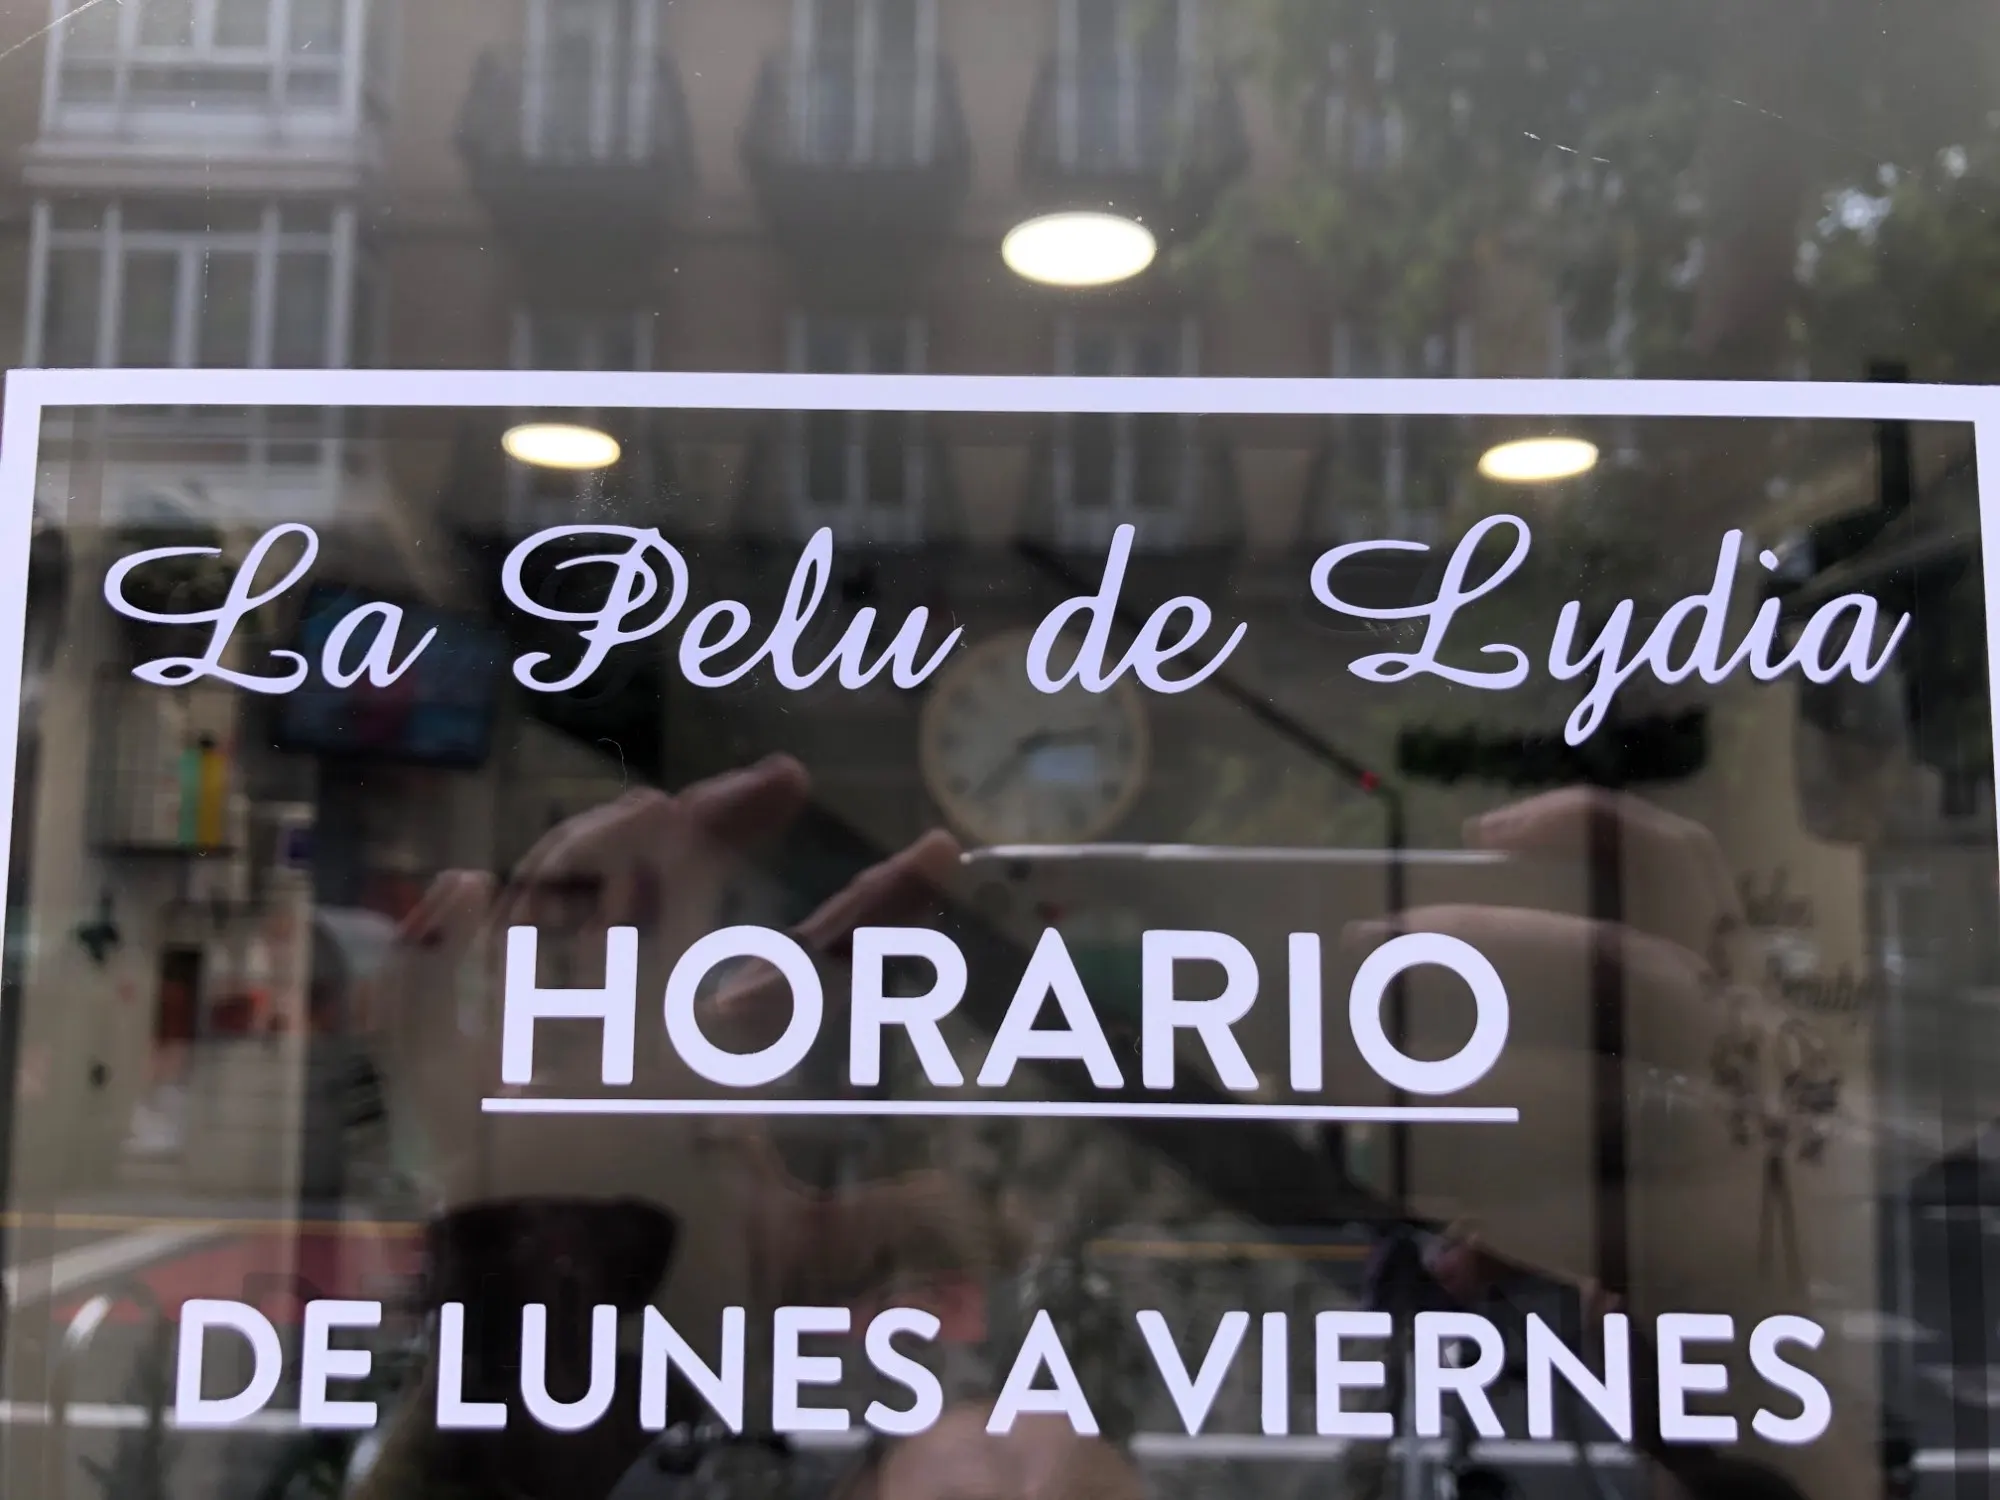 La Pelu de Lydia
HORARIO
DE LUNES A VIERNES